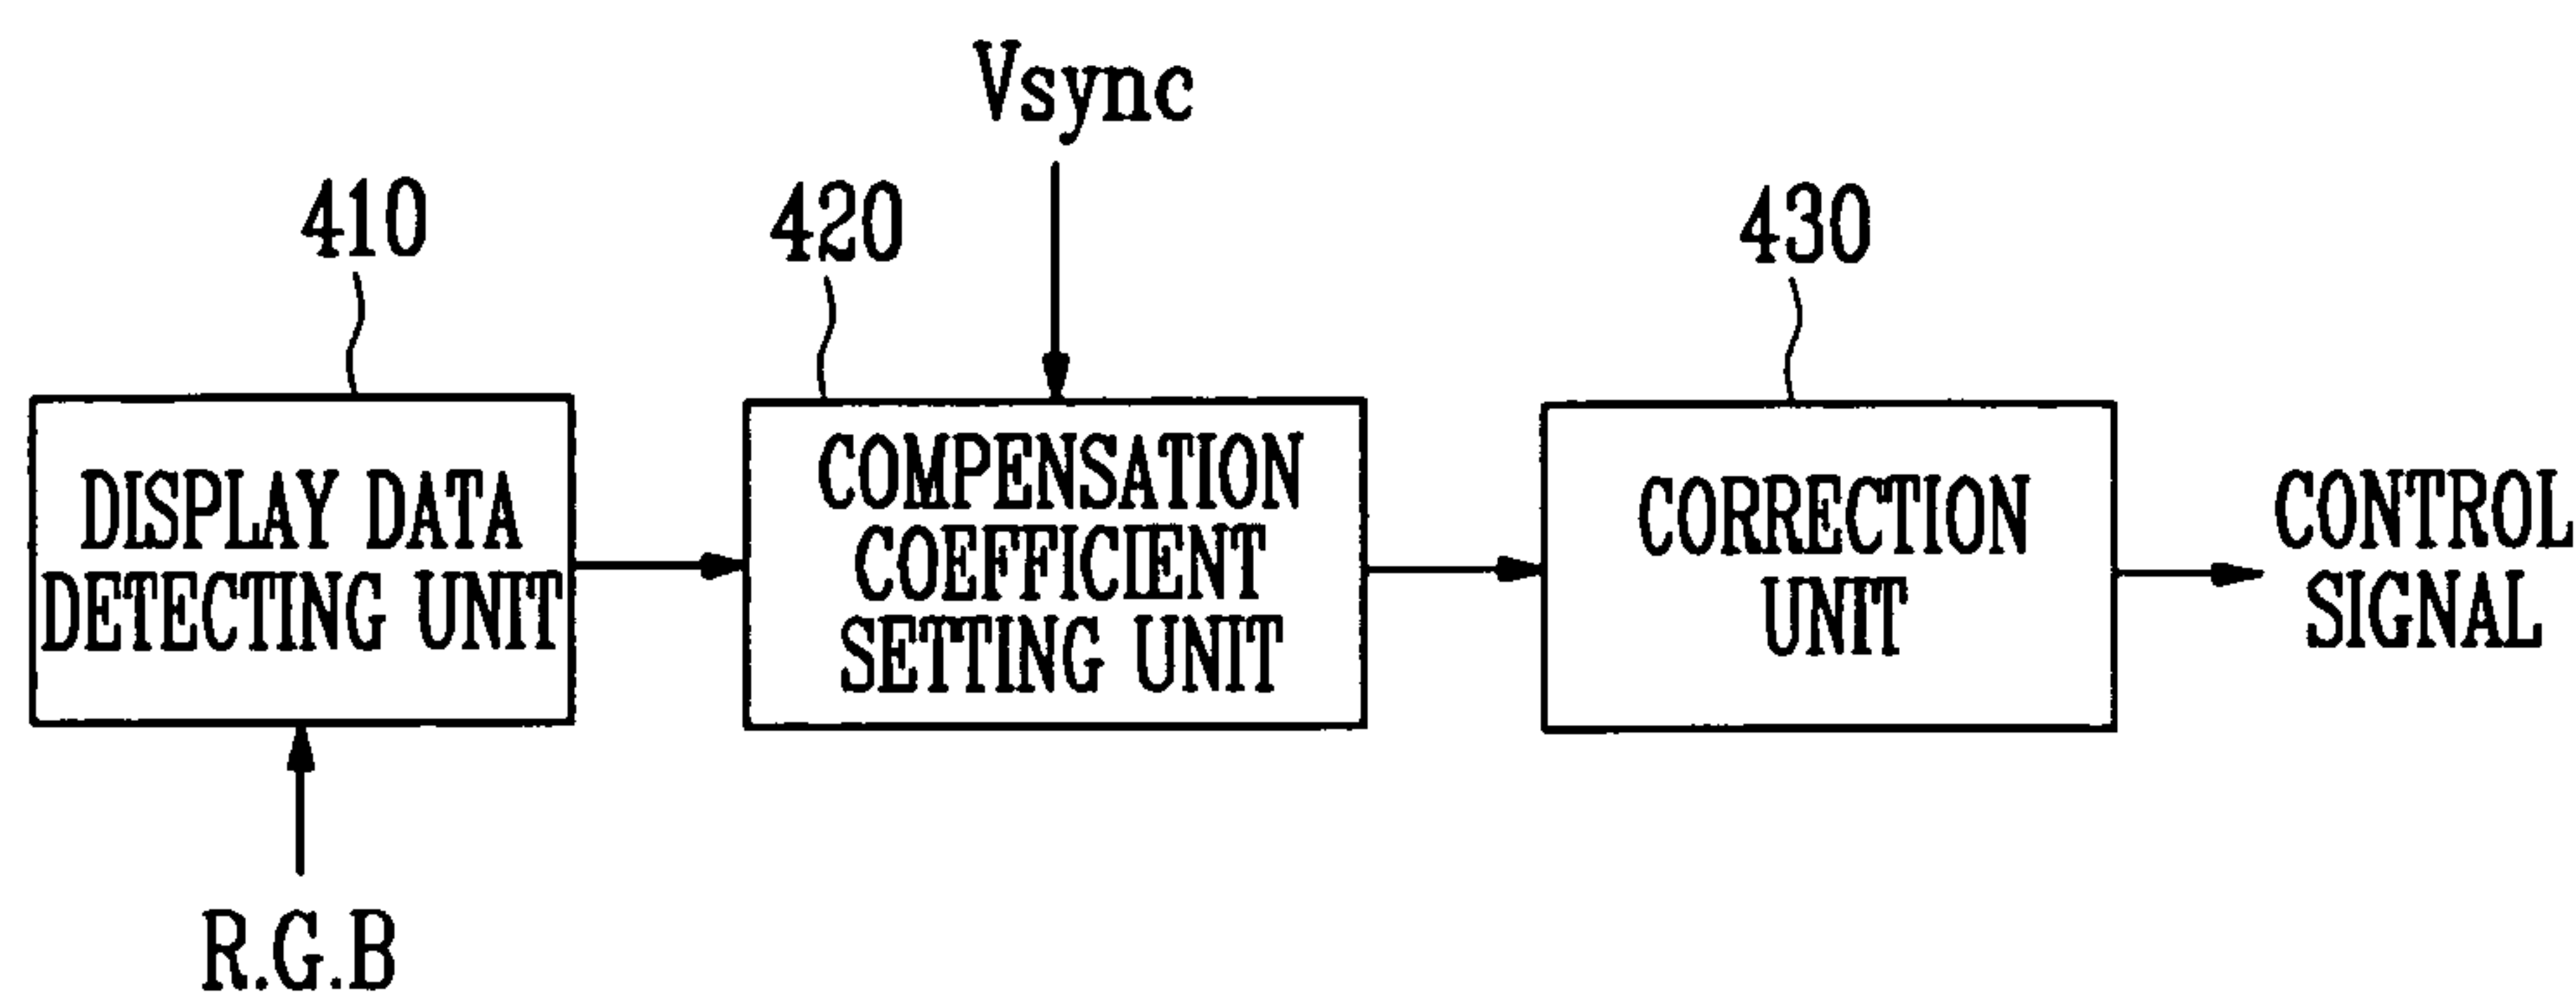 Vsync
410
420
430
DISPLAY DATA
DETECTING UNIT
COMPENSATION
COEFFICIENT
SETTING UNIT
CORRECTION
UNIT
CONTROL
SIGNAL
R.G.B